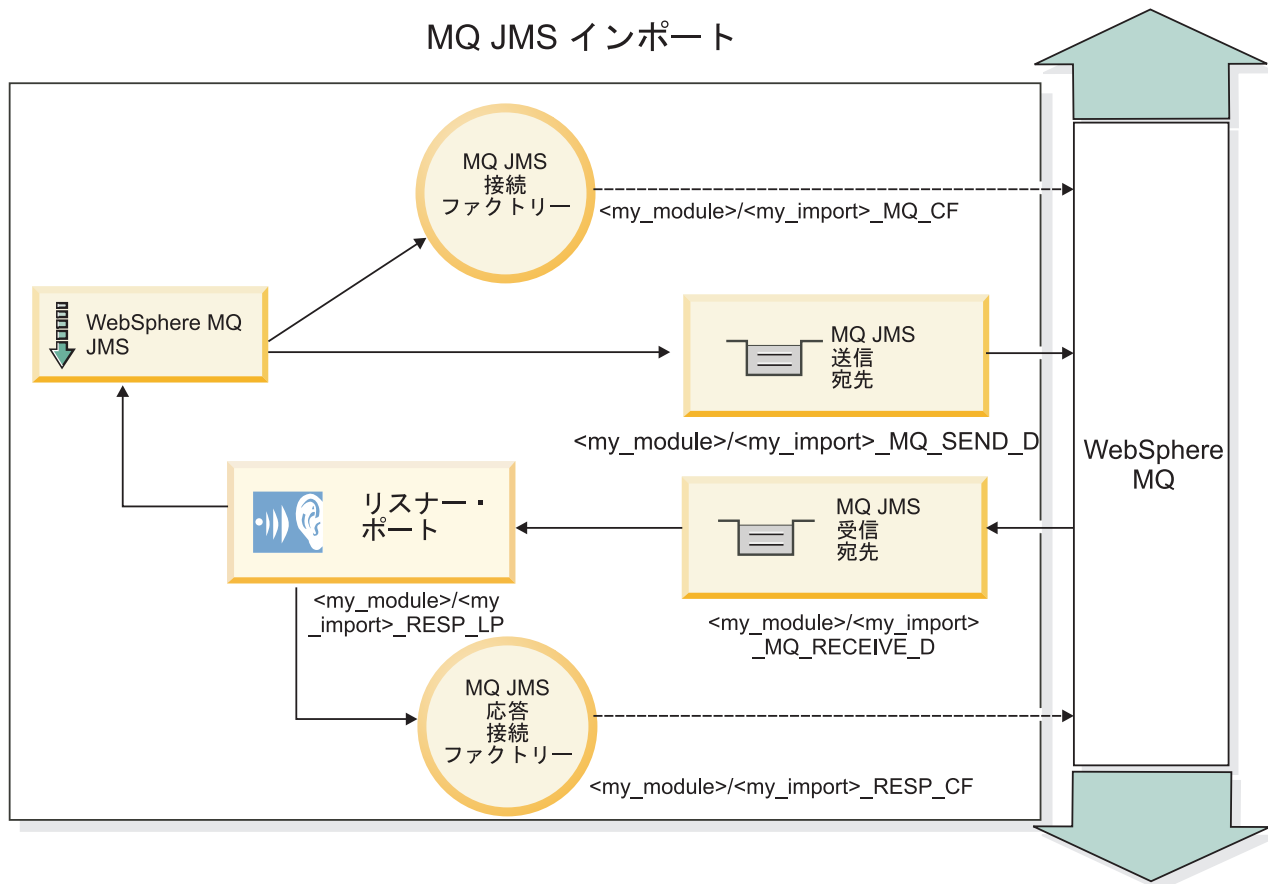 MQ JMS インポート
MQ JMS
接続
ファクトリー
<my_module>/<my_import>_MQ_CF
WebSphere MQ
JMS
MQ JMS
送信
宛先
<my_module>/<my_import>_MQ_SEND_D
WebSphere
MQ
リスナー・
ポート
MQ JMS
受信
宛先
<my_module>/<my
_import>_RESP_LP
<my_module>/<my_import>
_MQ_RECEIVE_D
MQ JMS
応答
接続
ファクトリー
<my_module>/<my_import>_RESP_CF